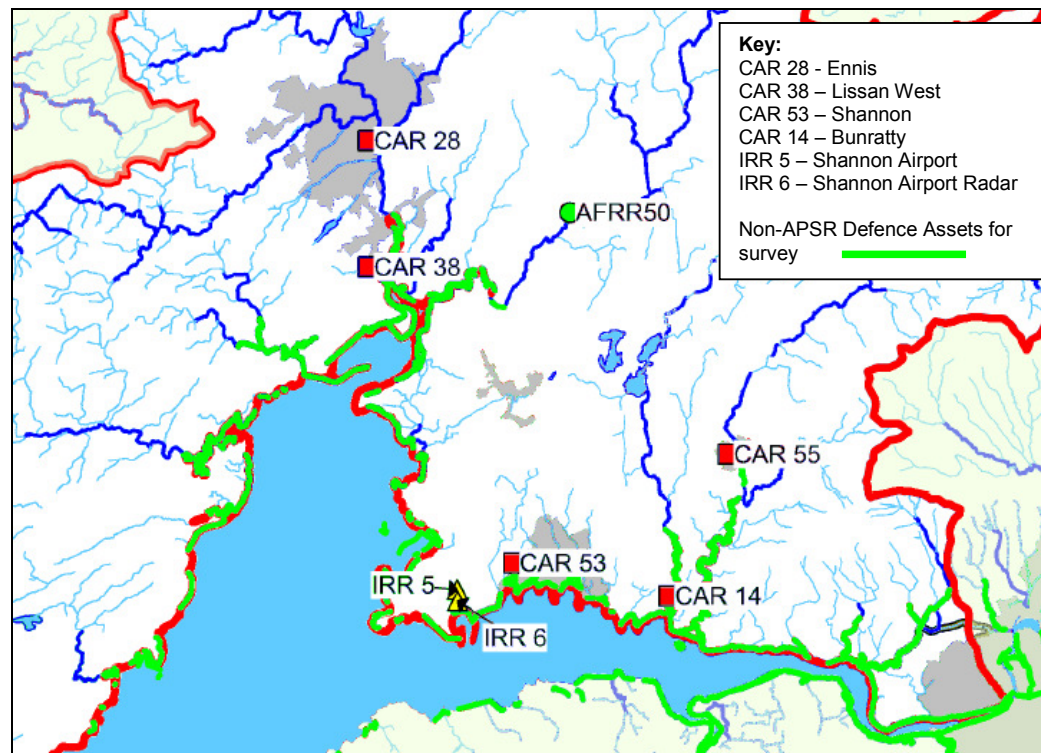 Key:
CAR 28 - Ennis
CAR 38 – Lissan West
CAR 53 – Shannon
CAR 14 – Bunratty
IRR 5 – Shannon Airport
IRR 6 – Shannon Airport Radar
Non-APSR Defence Assets for
survey
CAR 28
AFRR50
CAR 38
CAR 55
CAR 53
IRR 5
CAR 14
IRR 6